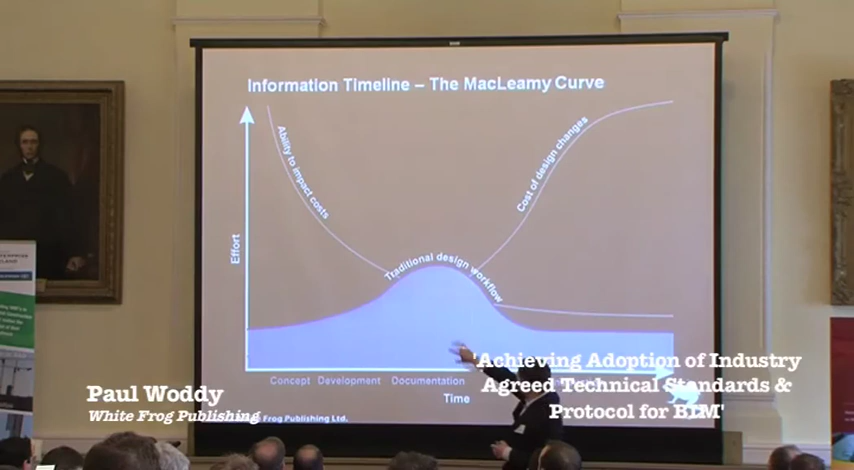 Information Timeline – The MacLeamy Curve
Ability to impact costs
Cost of design changes
Effort
Traditional design workflow
Concept Development Documentation
Time
Frog Publishing Ltd.
Paul Woddy
White Frog Publishing
'Achieving Adoption of Industry
Agreed Technical Standards &
Protocol for BIM'